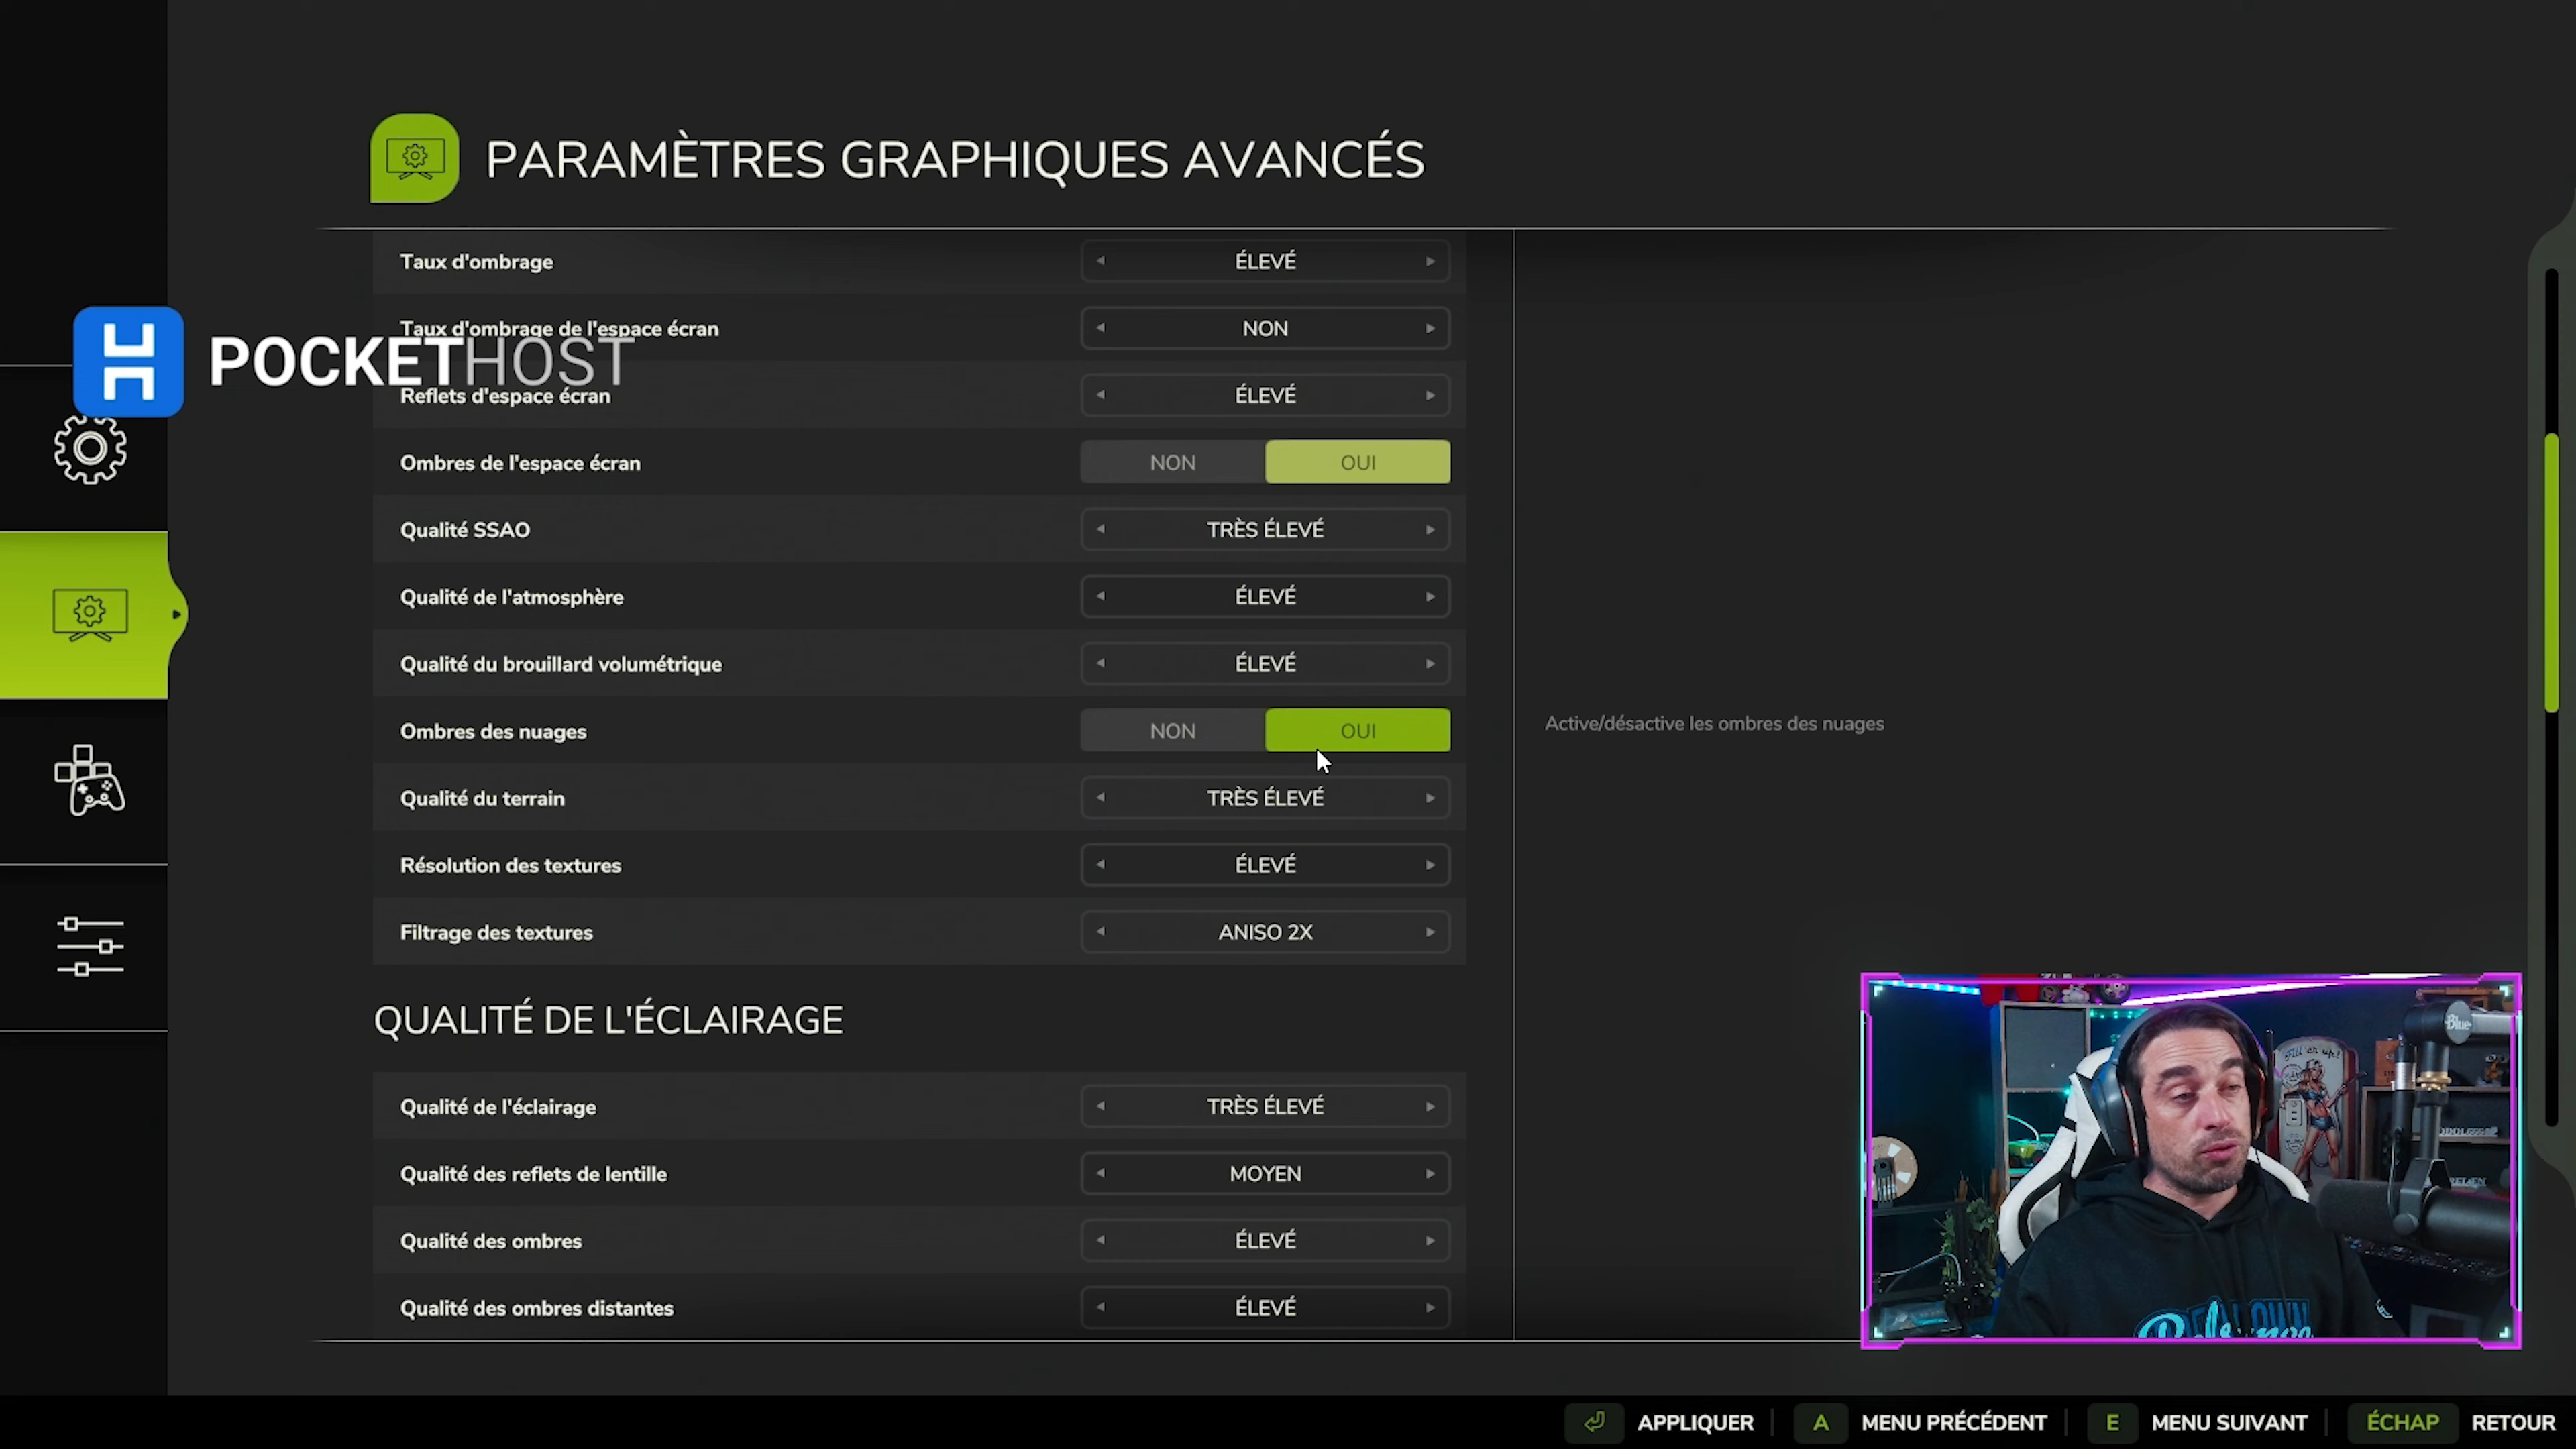 PARAMÈTRES GRAPHIQUES AVANCÉS
Taux d'ombrage ÉLEVÉ
Taux d'ombrage de l'espace écran NON
POCKETHOST
Reflets d'espace écran ÉLEVÉ
Ombres de l'espace écran NON OUI
Qualité SSAO TRÈS ÉLEVÉ
Qualité de l'atmosphère ÉLEVÉ
Qualité du brouillard volumétrique ÉLEVÉ
Ombres des nuages NON OUI
Active/désactive les ombres des nuages
Qualité du terrain TRÈS ÉLEVÉ
Résolution des textures ÉLEVÉ
Filtrage des textures ANISO 2X
QUALITÉ DE L'ÉCLAIRAGE
Qualité de l'éclairage TRÈS ÉLEVÉ
Qualité des reflets de lentille MOYEN
Qualité des ombres ÉLEVÉ
Qualité des ombres distantes ÉLEVÉ
Blue
APPLIQUER A MENU PRÉCÉDENT E MENU SUIVANT ÉCHAP RETOUR